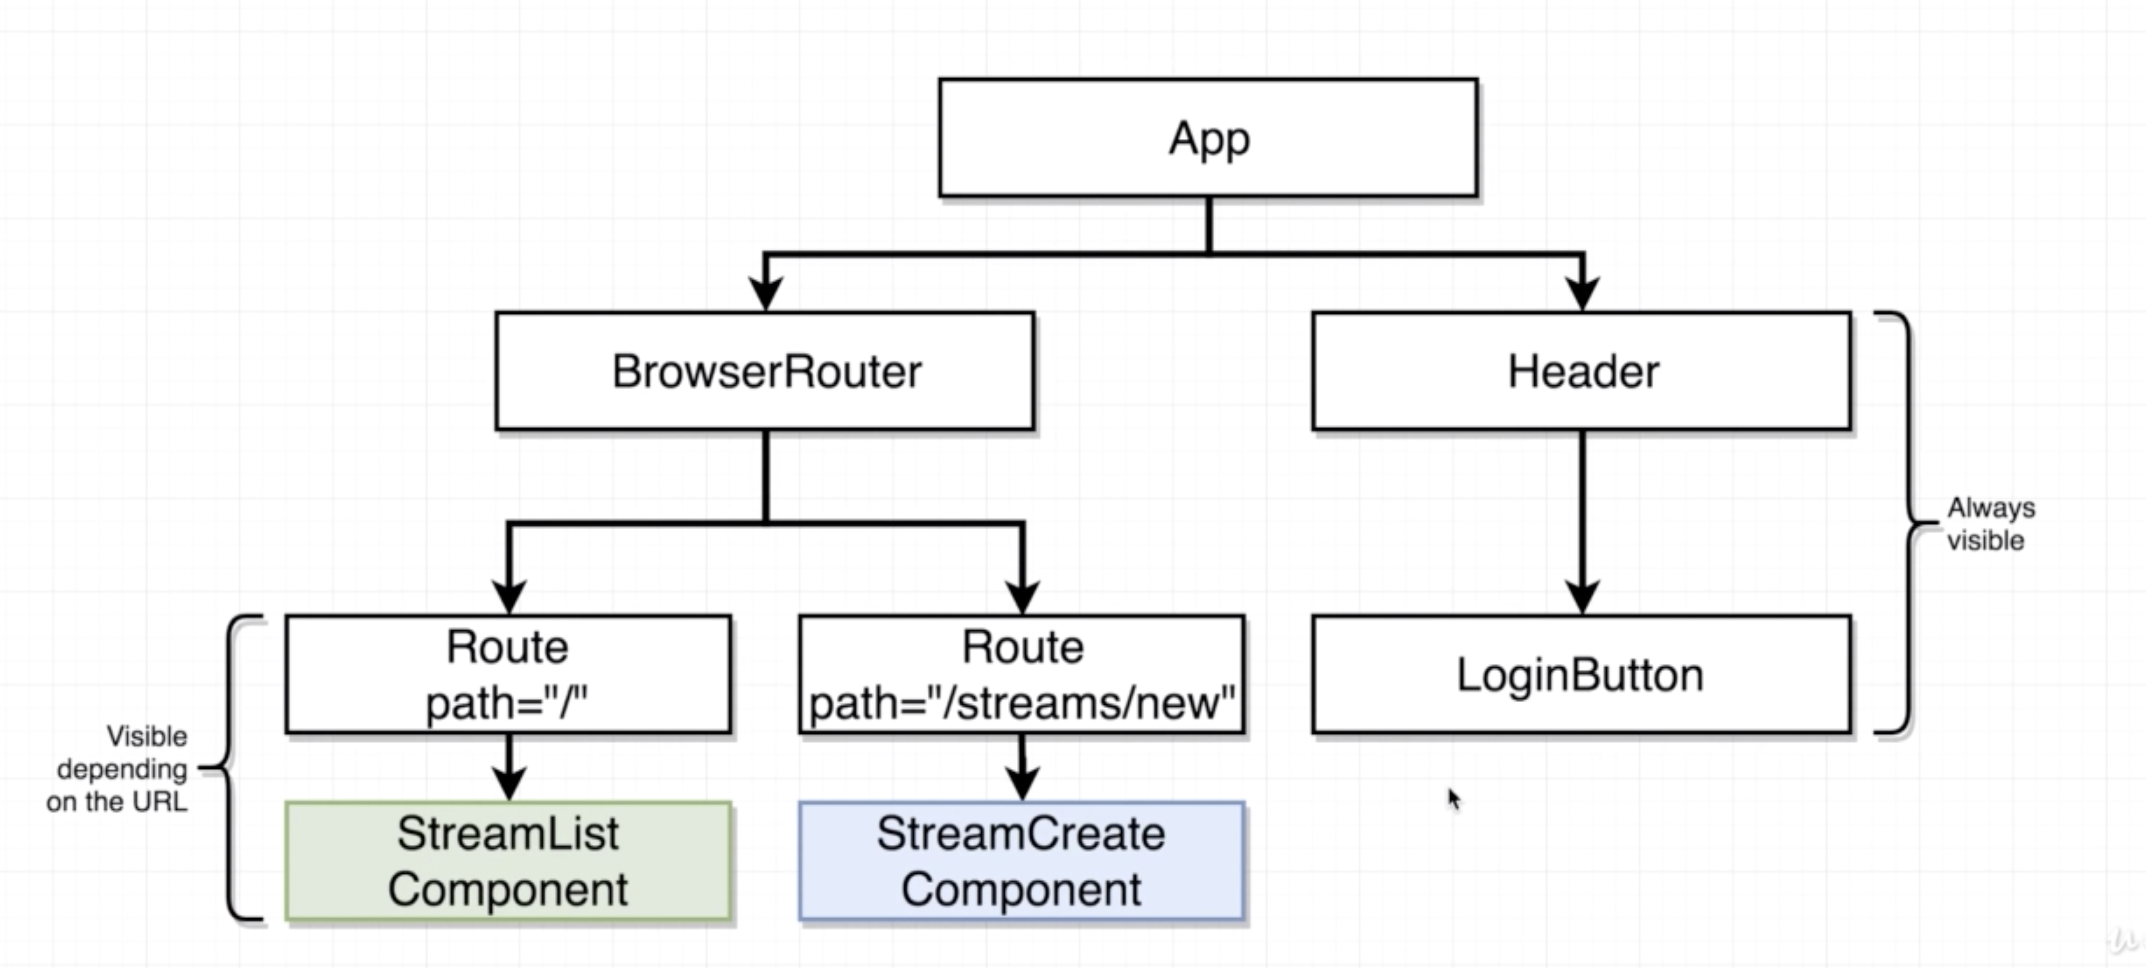 App
BrowserRouter
Header
Always
visible
Route
path="/"
Route
path="/streams/new"
LoginButton
Visible
depending
on the URL
StreamList
Component
StreamCreate
Component
u